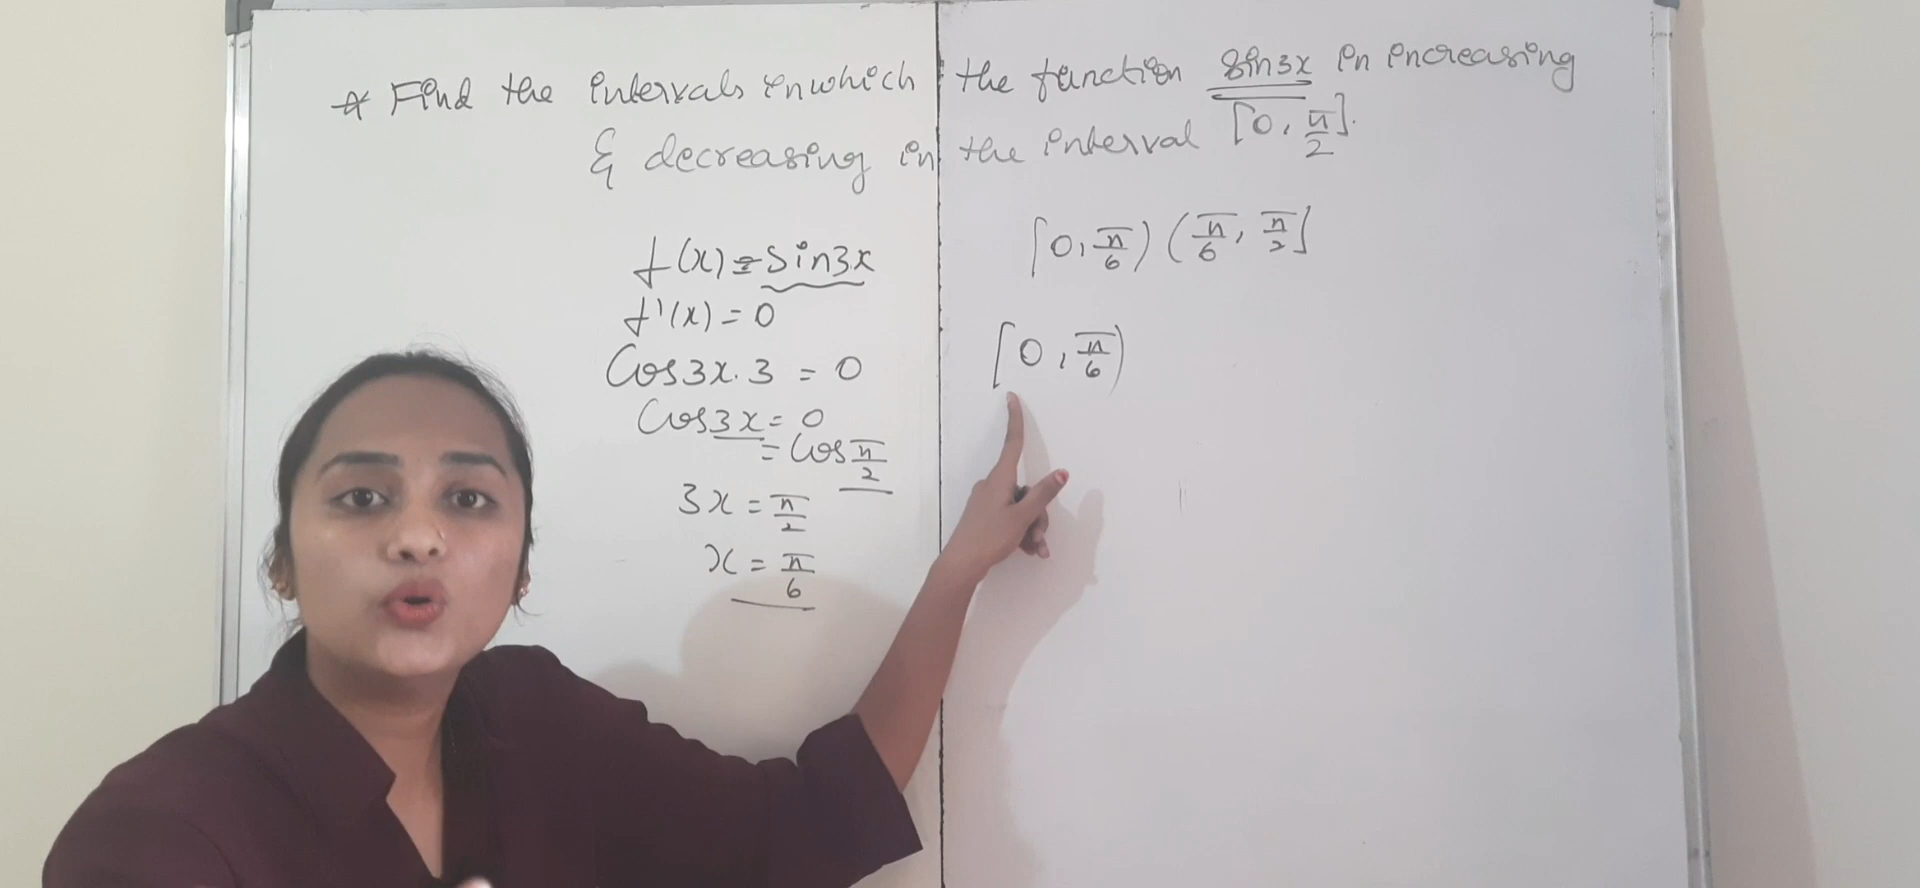 * Find the intervals in which the function sin3x in increasing
& decreasing in the interval [0, π/2].
f(x) = sin3x
f'(x) = 0
Cos3x.3 = 0
Cos3x = 0
= Cos π/2
3x = π/2
x = π/6
[0, π/6) (π/6, π/2]
[0, π/6)